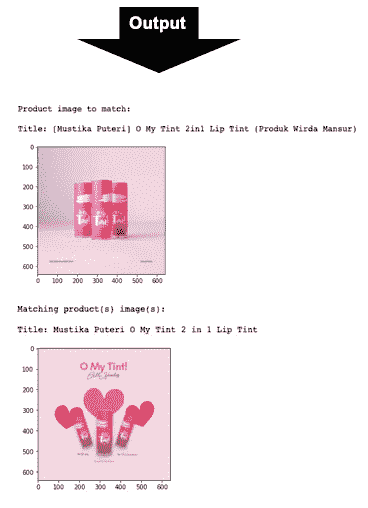 Output
Product image to match:
Title: [Mustika Puteri] O My Tint 2in1 Lip Tint (Produk Wirda Mansur)
0
100
200
300
400
500
600
0 100 200 300 400 500 600
Matching product(s) image(s):
Title: Mustika Puteri O My Tint 2 in 1 Lip Tint
0
100
200
300
400
500
600
O My Tint!
0 100 200 300 400 500 600